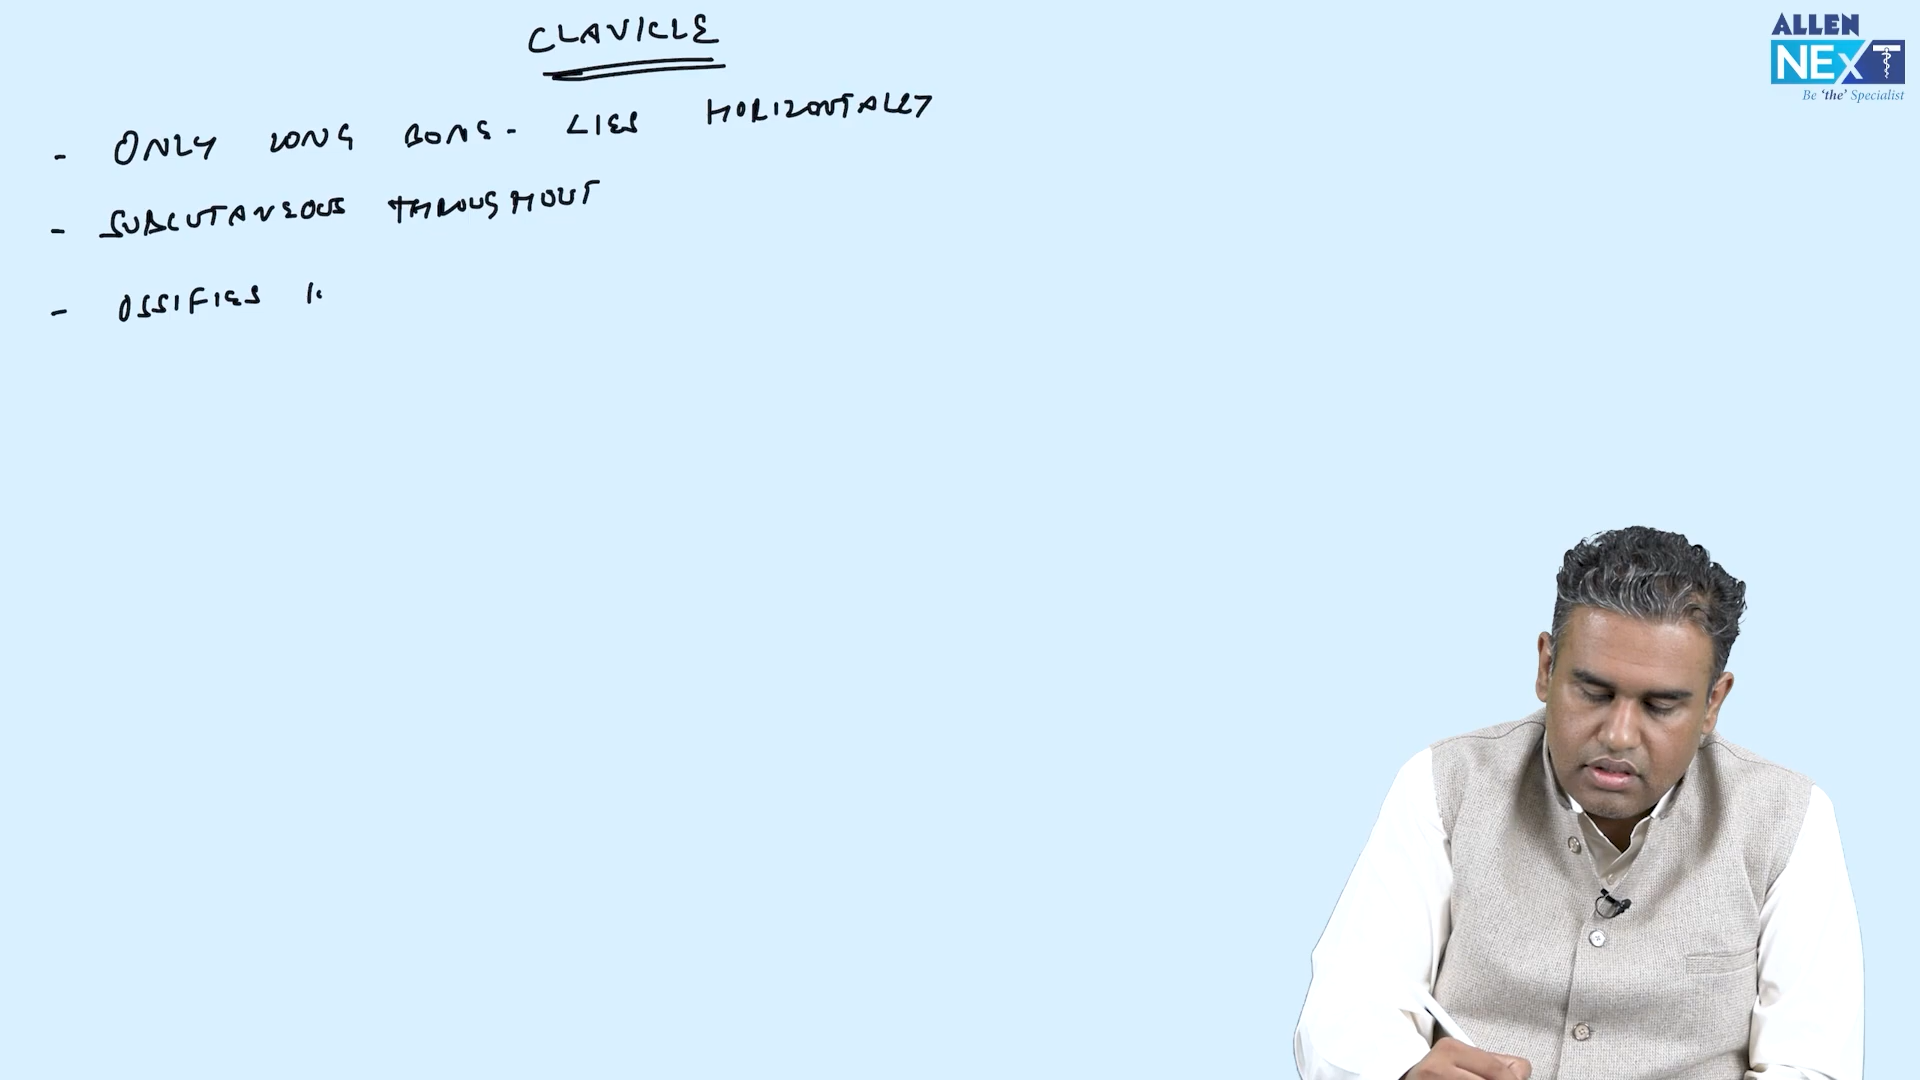 CLAVICLE
- ONLY LONG BONE - LIES HORIZONTALLY
- SUBCUTANEOUS THROUGHOUT
- OSSIFIES
ALLEN
NEXT
Be 'the' Specialist